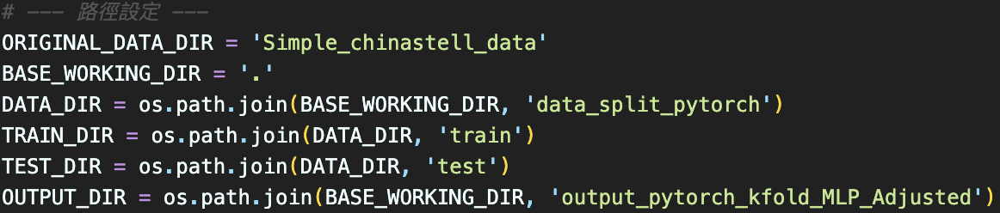 # --- 路徑設定 ---
ORIGINAL_DATA_DIR = 'Simple_chinastell_data'
BASE_WORKING_DIR = '.'
DATA_DIR = os.path.join(BASE_WORKING_DIR, 'data_split_pytorch')
TRAIN_DIR = os.path.join(DATA_DIR, 'train')
TEST_DIR = os.path.join(DATA_DIR, 'test')
OUTPUT_DIR = os.path.join(BASE_WORKING_DIR, 'output_pytorch_kfold_MLP_Adjusted')